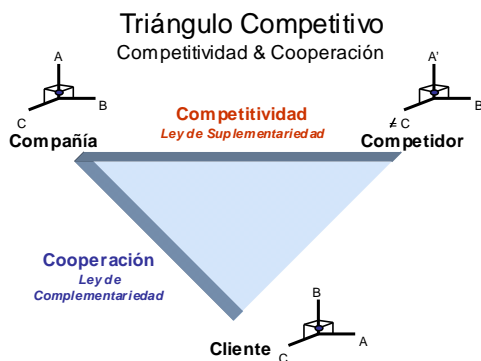 Triángulo Competitivo
Competitividad & Cooperación
A
B
C
Compañía
A'
B
≠ C
Competidor
Competitividad
Ley de Suplementariedad
Cooperación
Ley de
Complementariedad
B
A
C
Cliente